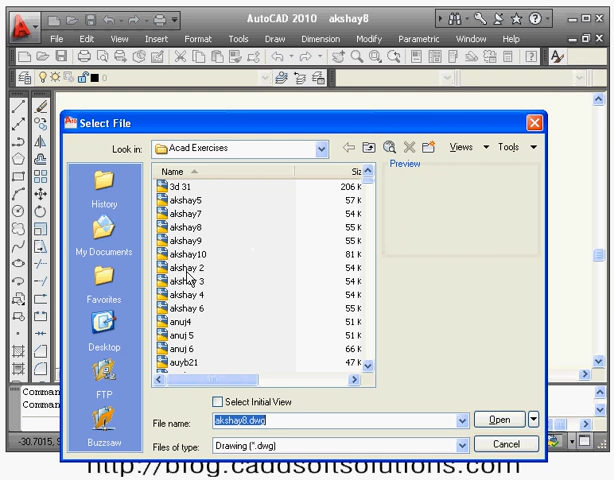 AutoCAD 2010 akshay8
File Edit View Insert Format Tools Draw Dimension Modify Parametric Window Help
Select File
Look in: Acad Exercises Views Tools
Name Siz Preview
3d 31 206 K
akshay5 57 K
akshay7 54 K
akshay8 55 K
akshay9 55 K
akshay10 81 K
akshay 2 54 K
akshay 3 54 K
akshay 4 54 K
akshay 6 55 K
anuj4 51 K
anuj 5 51 K
anuj 6 66 K
auyb21 47 K
History
My Documents
Favorites
Desktop
FTP
Buzzsaw
Select Initial View
File name: akshay8.dwg Open
Files of type: Drawing (*.dwg) Cancel
Comman
Comman
-30.7015,
http://blog.caddsoftsolutions.com